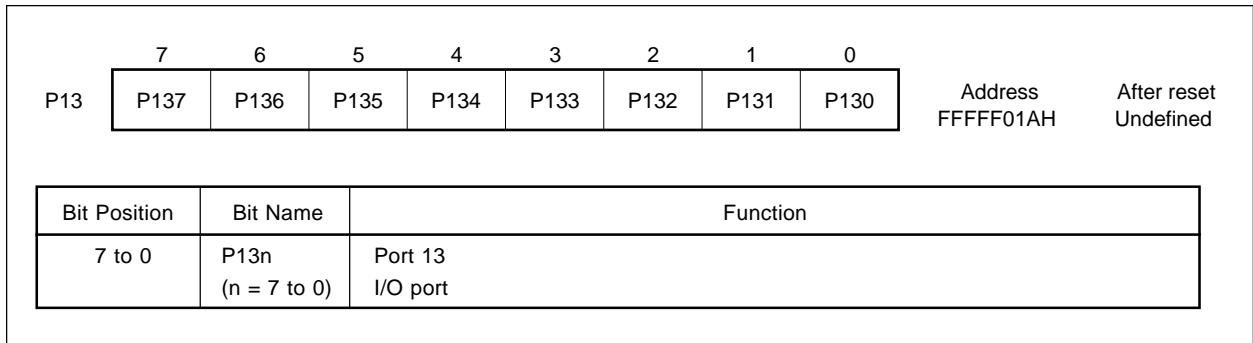 7 6 5 4 3 2 1 0
P13 P137 P136 P135 P134 P133 P132 P131 P130 Address After reset
FFFFF01AH Undefined
Bit Position Bit Name Function
7 to 0 P13n Port 13
(n = 7 to 0) I/O port